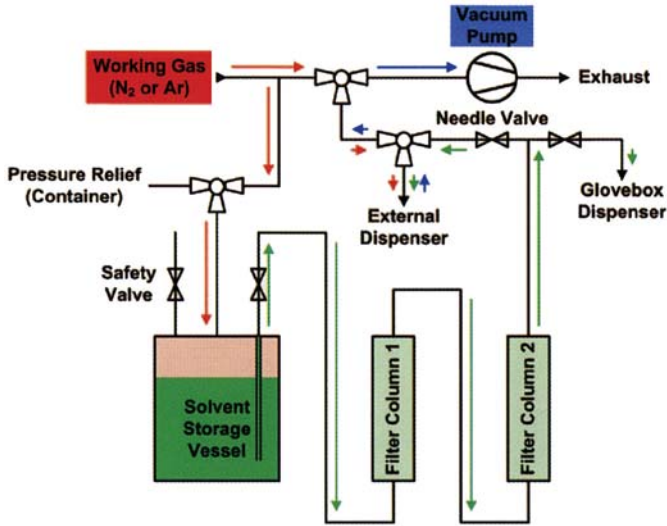 Vacuum
Pump
Working Gas
(N₂ or Ar)
Exhaust
Needle Valve
Pressure Relief
(Container)
Glovebox
Dispenser
External
Dispenser
Safety
Valve
Solvent
Storage
Vessel
Filter Column 1
Filter Column 2